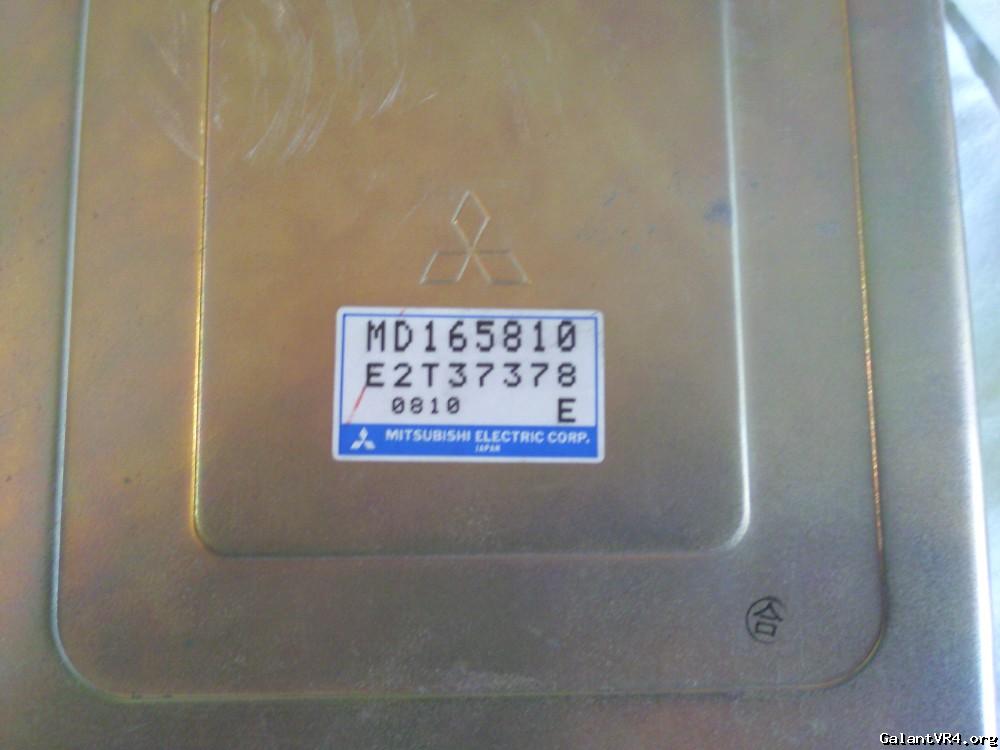 MD165810
E2T37378
0810 E
MITSUBISHI ELECTRIC CORP.
JAPAN
合
GalantVR4.org